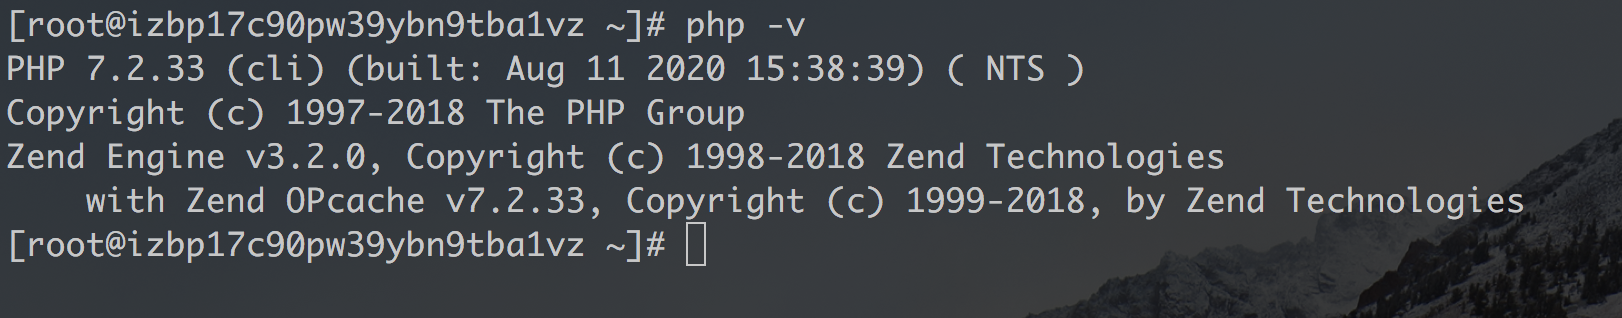 [root@izbp17c90pw39ybn9tba1vz ~]# php -v
PHP 7.2.33 (cli) (built: Aug 11 2020 15:38:39) ( NTS )
Copyright (c) 1997-2018 The PHP Group
Zend Engine v3.2.0, Copyright (c) 1998-2018 Zend Technologies
    with Zend OPcache v7.2.33, Copyright (c) 1999-2018, by Zend Technologies
[root@izbp17c90pw39ybn9tba1vz ~]#